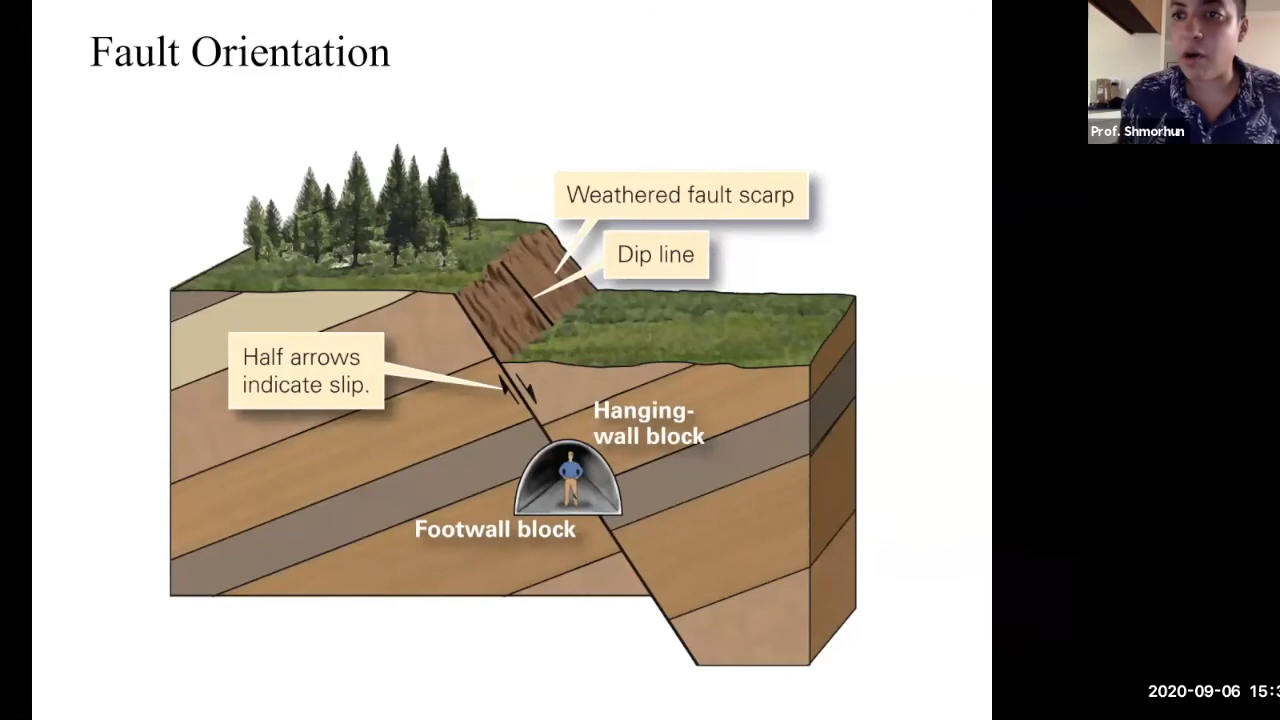 Fault Orientation
Prof. Shmorhun
Weathered fault scarp
Dip line
Half arrows
indicate slip.
Hanging-
wall block
Footwall block
2020-09-06 15:3